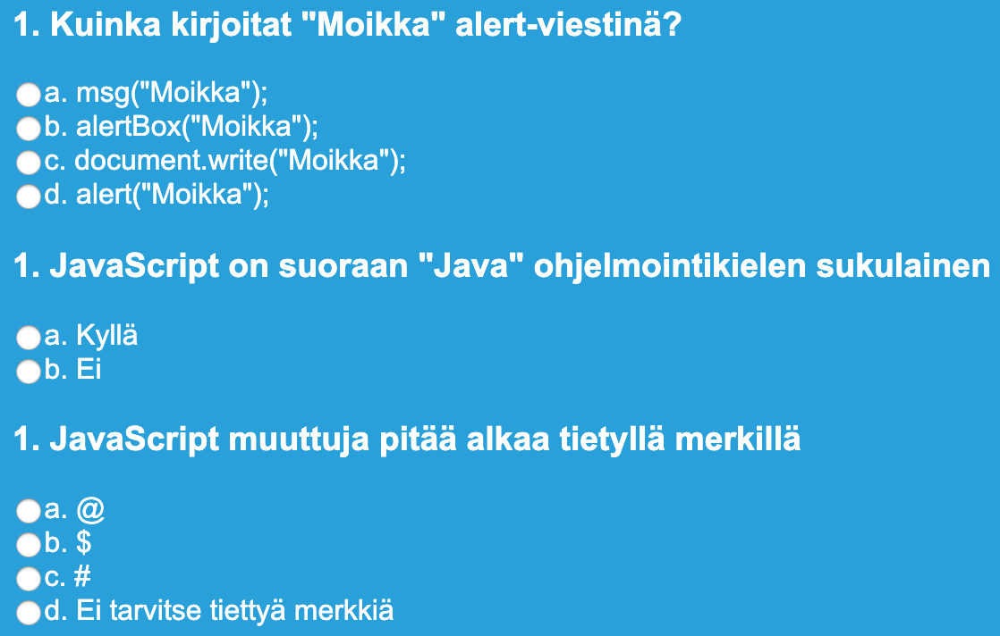 1. Kuinka kirjoitat "Moikka" alert-viestinä?
a. msg("Moikka");
b. alertBox("Moikka");
c. document.write("Moikka");
d. alert("Moikka");
1. JavaScript on suoraan "Java" ohjelmointikielen sukulainen
a. Kyllä
b. Ei
1. JavaScript muuttuja pitää alkaa tietyllä merkillä
a. @
b. $
c. #
d. Ei tarvitse tiettyä merkkiä